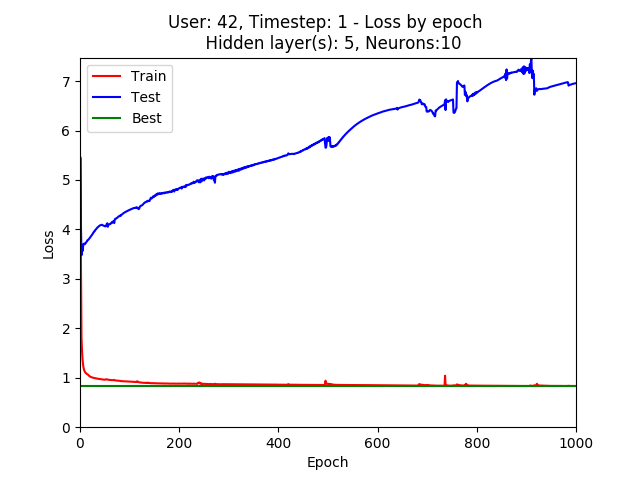 User: 42, Timestep: 1 - Loss by epoch
Hidden layer(s): 5, Neurons:10
Train
Test
Best
7
6
5
4
3
2
1
0
Loss
0
200
400
600
800
1000
Epoch